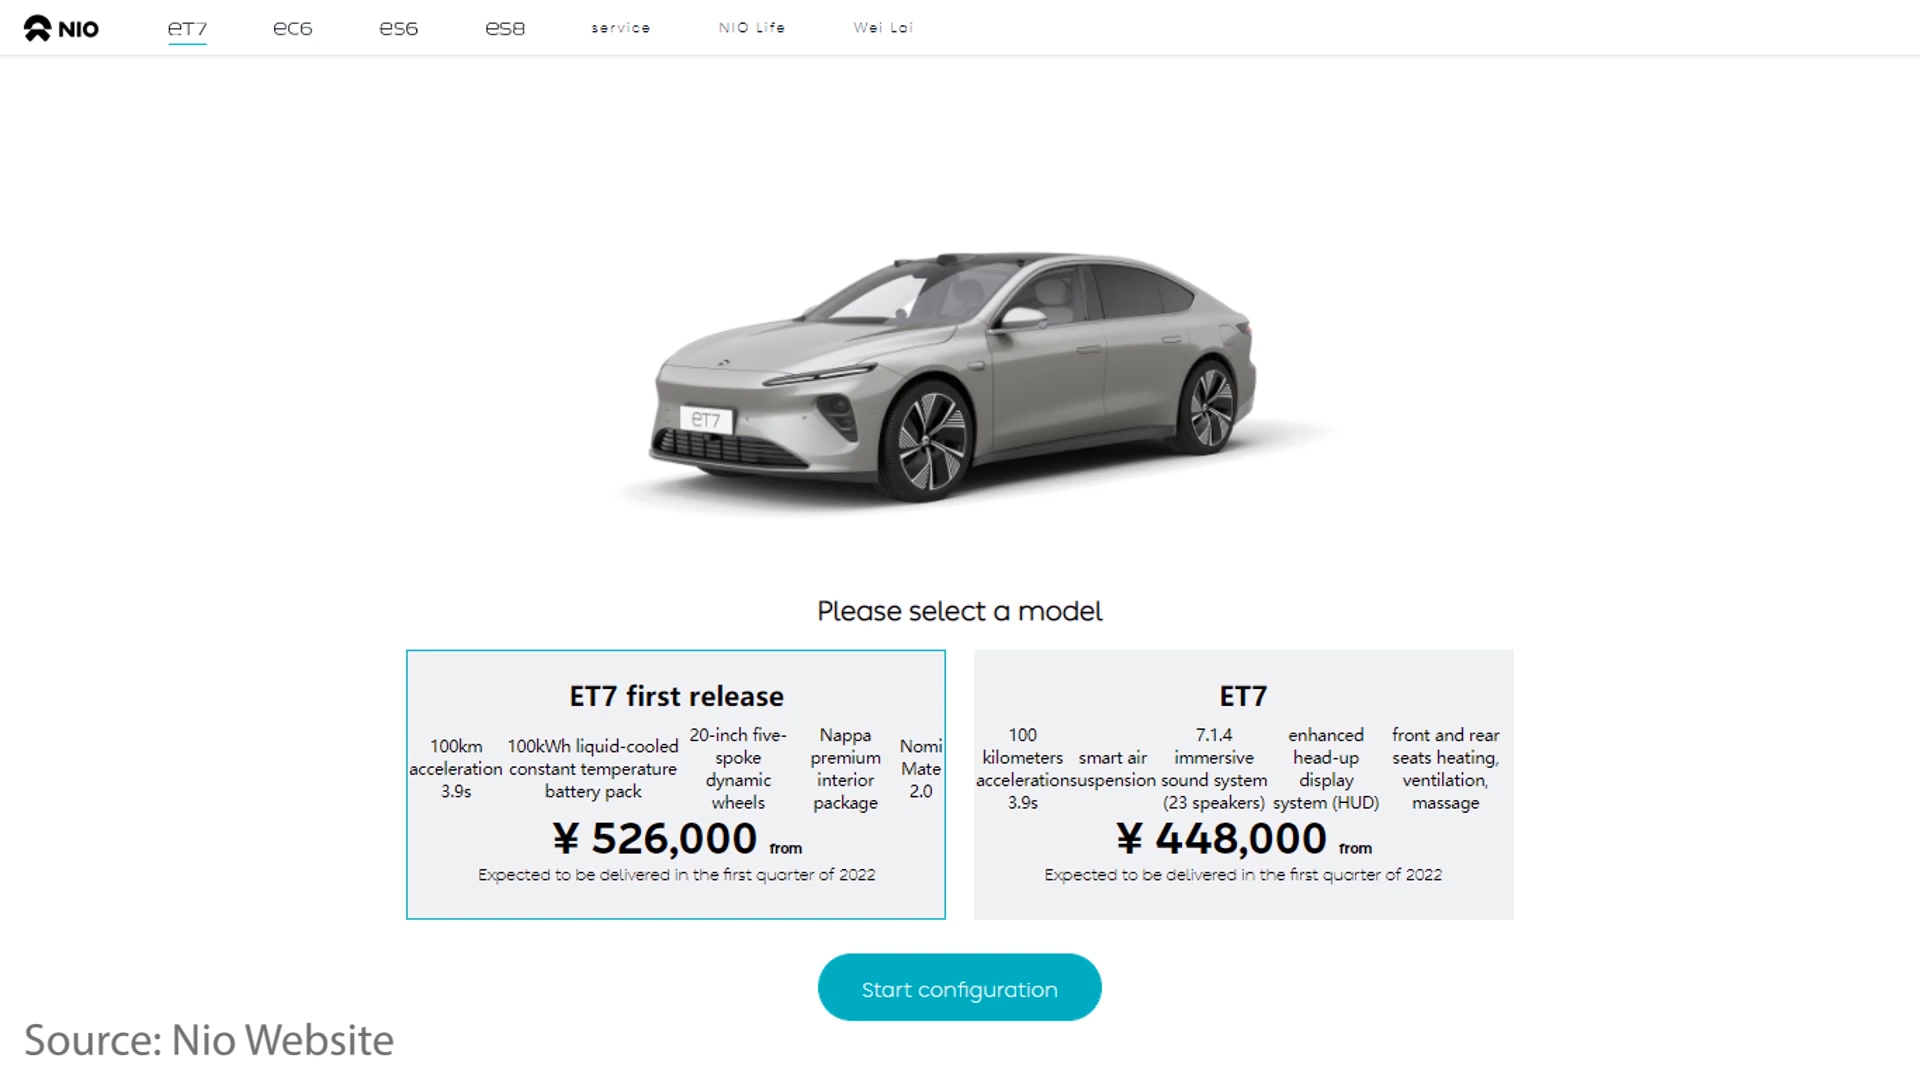 NIO
eT7
eC6
eS6
eS8
service
NIO Life
Wei Lai
eT7
Please select a model
ET7 first release
100km
acceleration
3.9s
100kWh liquid-cooled
constant temperature
battery pack
20-inch five-
spoke
dynamic
wheels
Nappa
premium
interior
package
Nomi
Mate
2.0
¥ 526,000 from
Expected to be delivered in the first quarter of 2022
ET7
100
kilometers
acceleration
3.9s
smart air
suspension
7.1.4
immersive
sound system
(23 speakers)
enhanced
head-up
display
system (HUD)
front and rear
seats heating,
ventilation,
massage
¥ 448,000 from
Expected to be delivered in the first quarter of 2022
Start configuration
Source: Nio Website